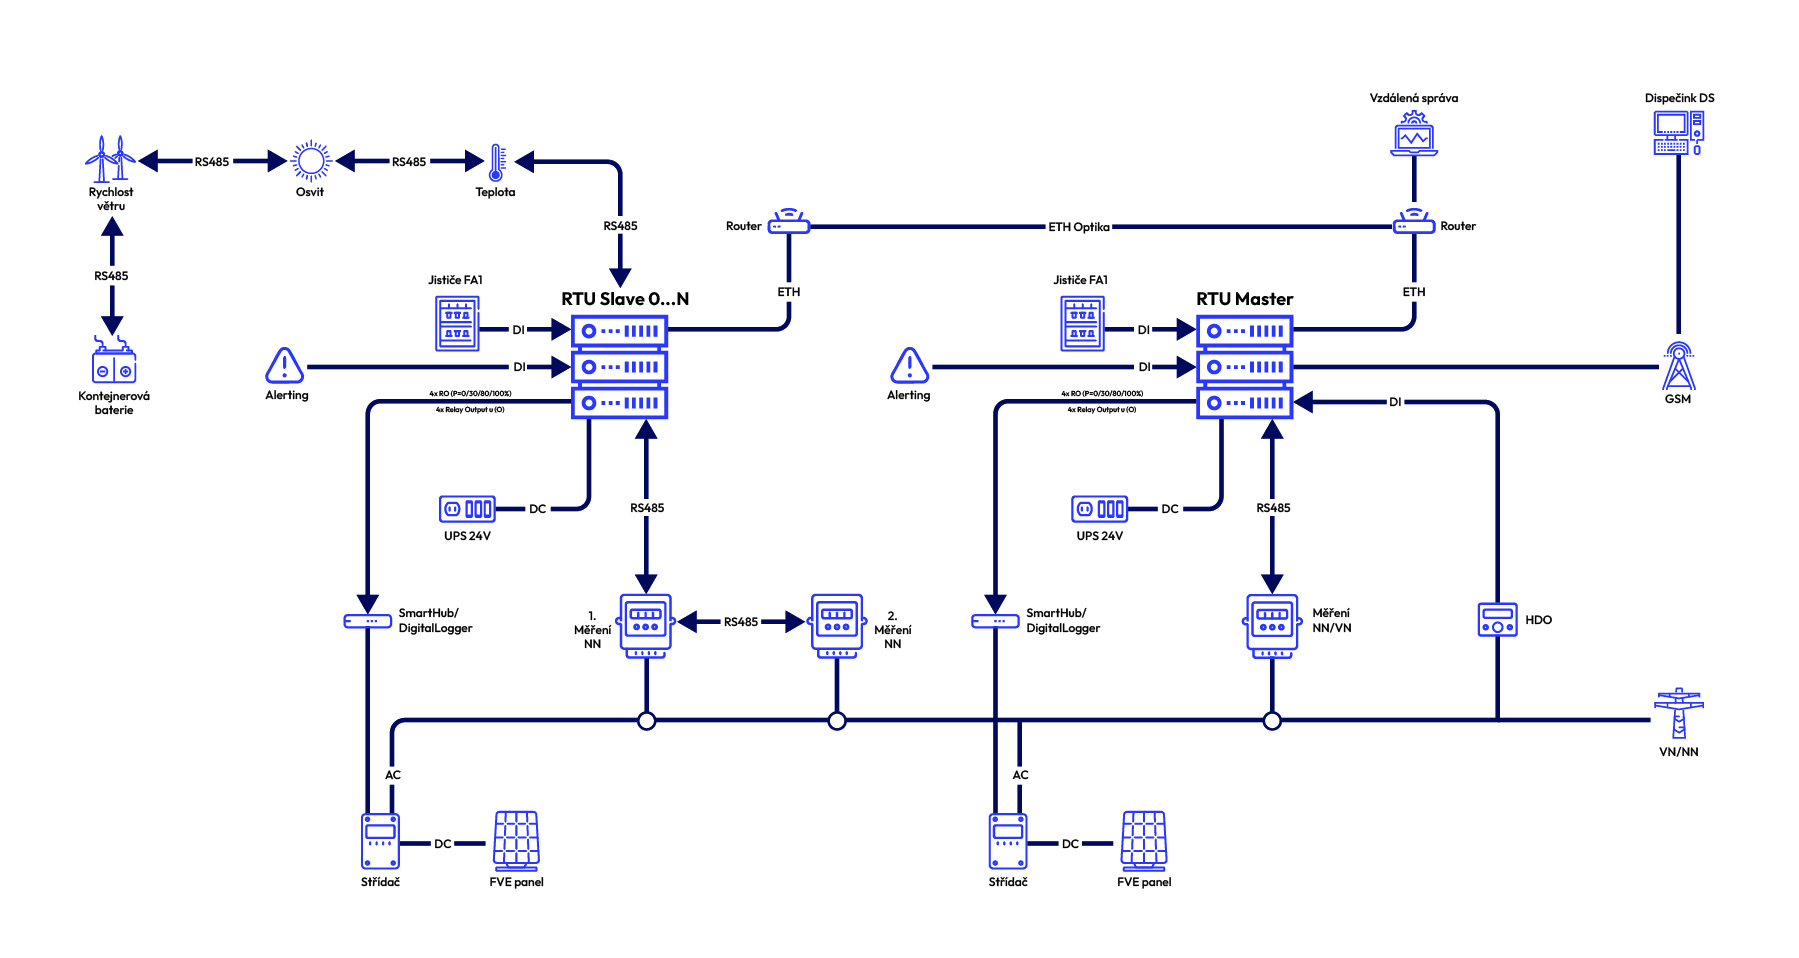 Vzdálená správa
Dispečink DS
RS485
RS485
Rychlost
větru
Osvit
Teplota
RS485
Router
ETH Optika
Router
RS485
Jističe FA1
RTU Slave 0...N
ETH
Jističe FA1
RTU Master
ETH
DI
DI
DI
DI
Alerting
Alerting
Kontejnerová
baterie
4x RO (P=0/30/80/100%)
4x Relay Output u (O)
4x RO (P=0/30/80/100%)
4x Relay Output u (O)
DI
GSM
DC
UPS 24V
RS485
DC
UPS 24V
RS485
SmartHub/
DigitalLogger
1.
Měření
NN
RS485
2.
Měření
NN
SmartHub/
DigitalLogger
Měření
NN/VN
HDO
VN/NN
AC
AC
DC
DC
Střídač
FVE panel
Střídač
FVE panel